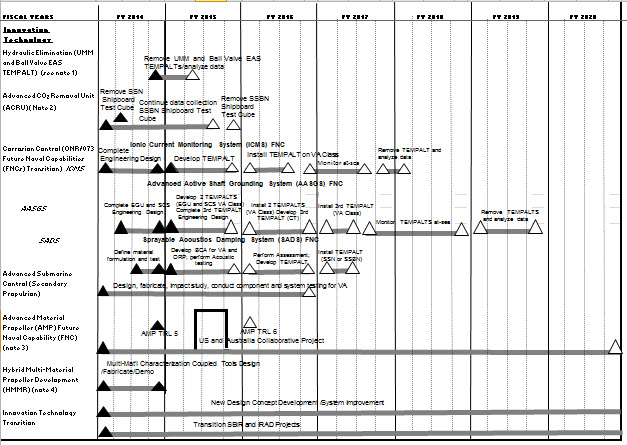 FISCAL YEARS FY 2014 FY 2015 FY 2016 FY 2017 FY 2018 FY 2019 FY 2020
Innovation
Technology
Hydraulic Elimination (UMM
and Ball Valve EAS
TEMPALT) (see note 1)
Remove UMM and Ball Valve EAS
TEMPALTs/analyze data
Advanced CO2 Removal Unit
(ACRU) (Note 2)
Remove SSN
Shipboard
Test Cube
Continue data collection
SSBN Shipboard Test
Cube
Remove SSBN
Shipboard
Test Cube
Ionic Current Monitoring System (ICMS) FNC
Corrosion Control (ONR/073
Future Naval Capabilities
(FNCs) Transition) ICMS
Complete
Engineering Design
Develop TEMPALT
Install TEMPALT on VA Class
Monitor at-sea
Remove TEMPALT and
analyze data
Advanced Active Shaft Grounding System (AASGS) FNC
AASGS
Complete EGU and SCS
Engineering Design
Develop 2 TEMPALTS
(EGU and SCS VA Class)
Complete 3rd TEMPALT
Engineering Design
Install 2 TEMPALTS
(VA Class) Develop 3rd
TEMPALT (CT)
Install 3rd TEMPALT
(VA Class)
Monitor TEMPALTS at-sea
Remove TEMPALTS
and analyze data
SADS
Sprayable Acoustics Damping System (SADS) FNC
Define material
formulation and test
Develop BCA for VA and
ORP, perform Acoustic
testing
Perform Assessment,
Develop TEMPALT
Install TEMPALT
(SSN or SSBN)
Advanced Submarine
Control (Secondary
Propulsion)
Design, fabricate, impact study, conduct component and system testing for VA
Advanced Material
Propeller (AMP) Future
Naval Capability (FNC)
(note 3)
AMP TRL 5
AMP TRL 6
US and Australia Collaborative Project
Hybrid Multi-Material
Propeller Development
(HMMR) (note 4)
Multi-Mat'l Characterization Coupled Tools Design
/Fabricate/Demo
New Design Concept Development /System Improvement
Innovation Technology
Transition
Transition SBIR and IRAD Projects